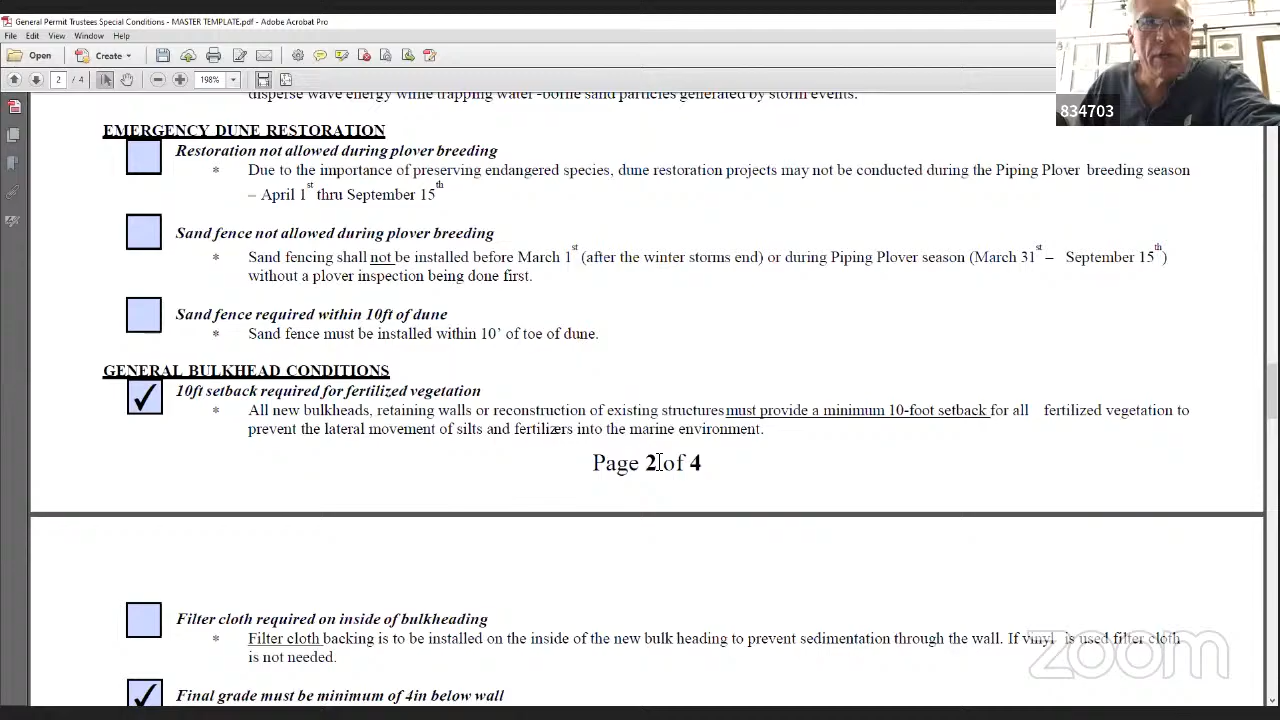 General Permit Trustees Special Conditions - MASTER TEMPLATE.pdf - Adobe Acrobat Pro
File Edit View Window Help
Open Create
2 / 4 198%
834703
disperse wave energy while trapping water -borne sand particles generated by storm events.
EMERGENCY DUNE RESTORATION
Restoration not allowed during plover breeding
* Due to the importance of preserving endangered species, dune restoration projects may not be conducted during the Piping Plover breeding season
– April 1st thru September 15th
Sand fence not allowed during plover breeding
* Sand fencing shall not be installed before March 1st (after the winter storms end) or during Piping Plover season (March 31st – September 15th)
without a plover inspection being done first.
Sand fence required within 10ft of dune
* Sand fence must be installed within 10’ of toe of dune.
GENERAL BULKHEAD CONDITIONS
✓ 10ft setback required for fertilized vegetation
* All new bulkheads, retaining walls or reconstruction of existing structures must provide a minimum 10-foot setback for all fertilized vegetation to
prevent the lateral movement of silts and fertilizers into the marine environment.
Page 2 of 4
Filter cloth required on inside of bulkheading
* Filter cloth backing is to be installed on the inside of the new bulk heading to prevent sedimentation through the wall. If vinyl is used filter cloth
is not needed.
✓ Final grade must be minimum of 4in below wall
zoom